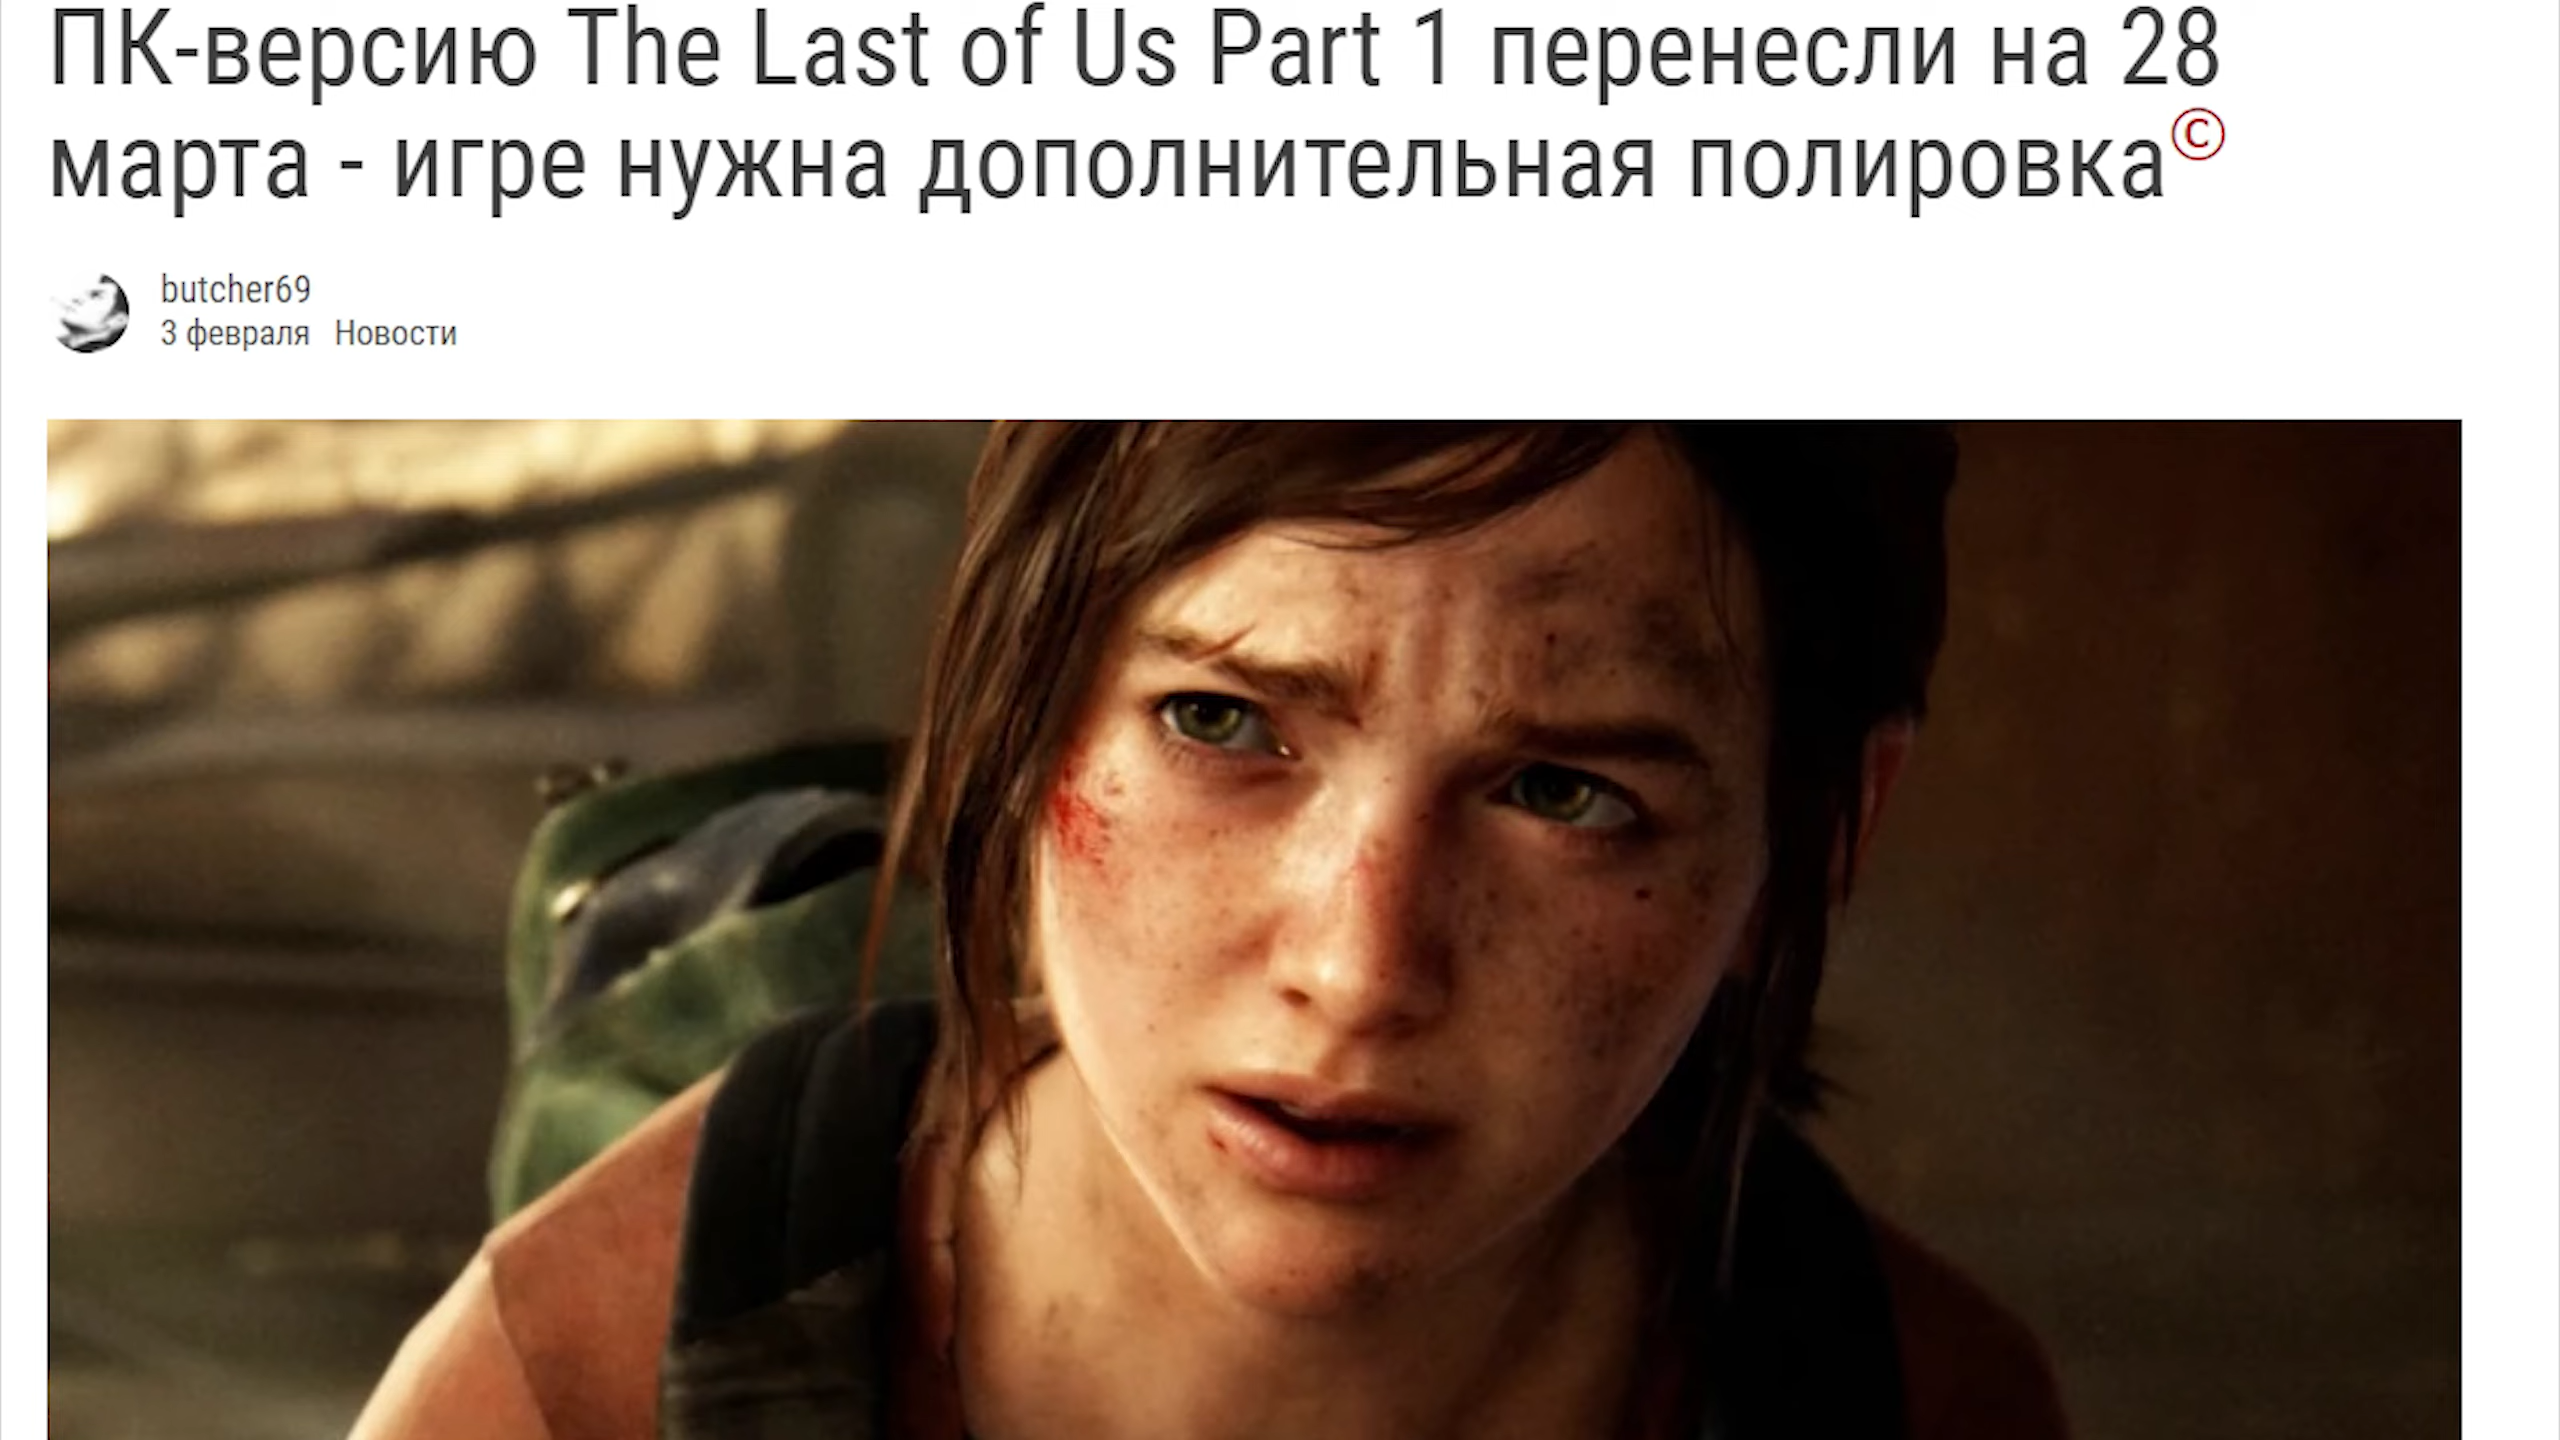 ПК-версию The Last of Us Part 1 перенесли на 28
марта - игре нужна дополнительная полировка©
butcher69
3 февраля Новости